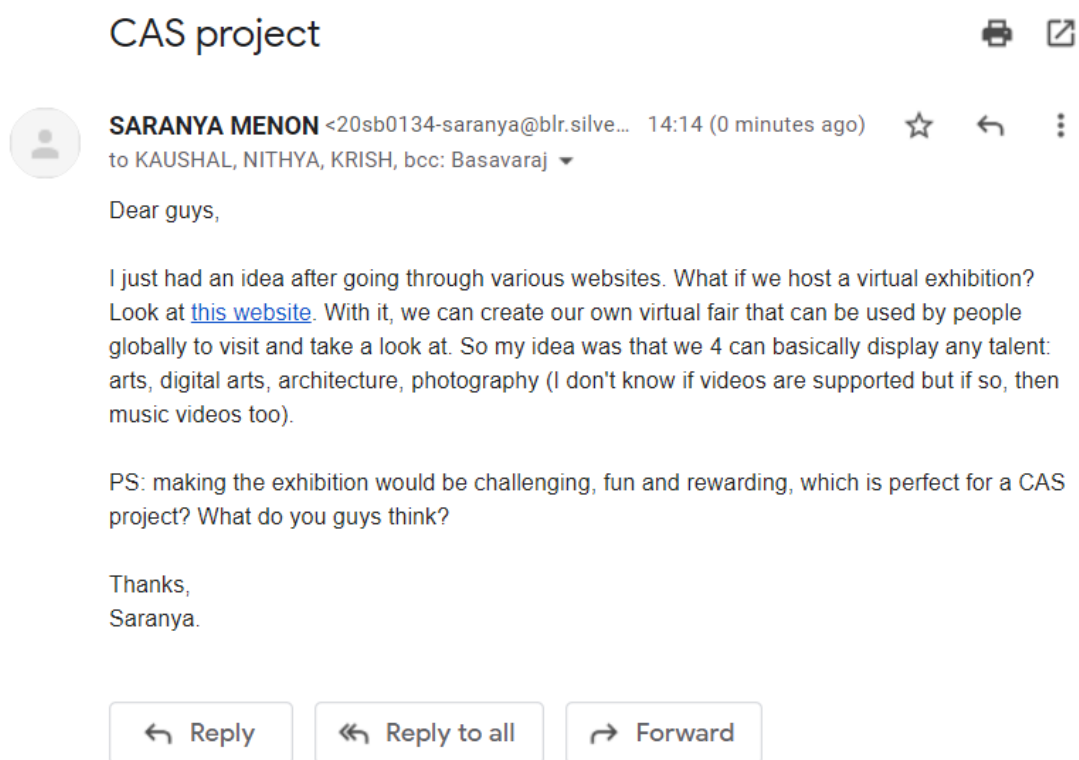 CAS project
SARANYA MENON <20sb0134-saranya@blr.silve... 14:14 (0 minutes ago)
to KAUSHAL, NITHYA, KRISH, bcc: Basavaraj
Dear guys,
I just had an idea after going through various websites. What if we host a virtual exhibition?
Look at this website. With it, we can create our own virtual fair that can be used by people
globally to visit and take a look at. So my idea was that we 4 can basically display any talent:
arts, digital arts, architecture, photography (I don't know if videos are supported but if so, then
music videos too).
PS: making the exhibition would be challenging, fun and rewarding, which is perfect for a CAS
project? What do you guys think?
Thanks,
Saranya.
Reply Reply to all Forward